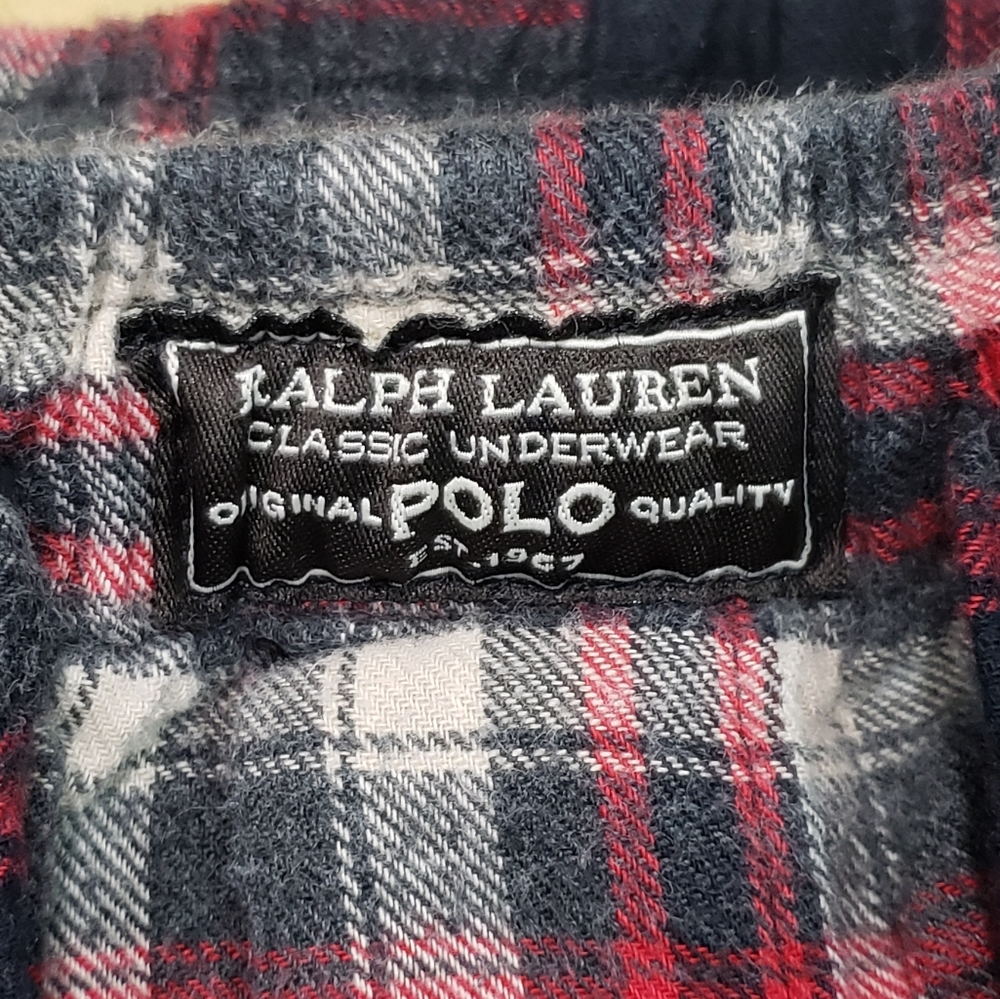 RALPH LAUREN
CLASSIC UNDERWEAR
ORIGINAL POLO QUALITY
EST. 1967